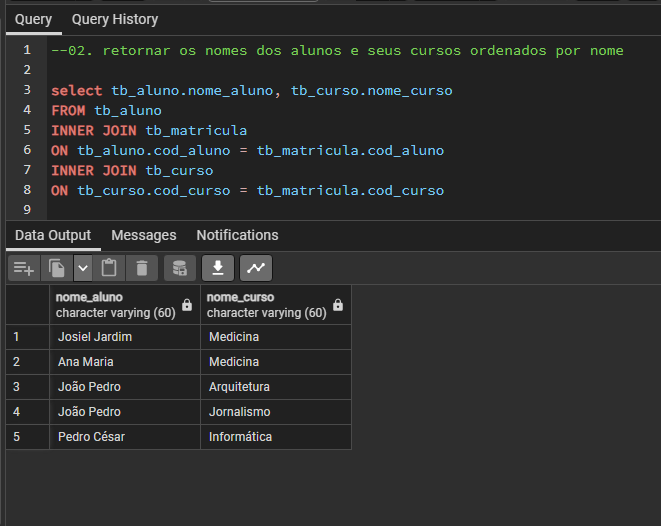 Query Query History
1 --02. retornar os nomes dos alunos e seus cursos ordenados por nome
2
3 select tb_aluno.nome_aluno, tb_curso.nome_curso
4 FROM tb_aluno
5 INNER JOIN tb_matricula
6 ON tb_aluno.cod_aluno = tb_matricula.cod_aluno
7 INNER JOIN tb_curso
8 ON tb_curso.cod_curso = tb_matricula.cod_curso
9
Data Output Messages Notifications
nome_aluno nome_curso
character varying (60) character varying (60)
1 Josiel Jardim Medicina
2 Ana Maria Medicina
3 João Pedro Arquitetura
4 João Pedro Jornalismo
5 Pedro César Informática